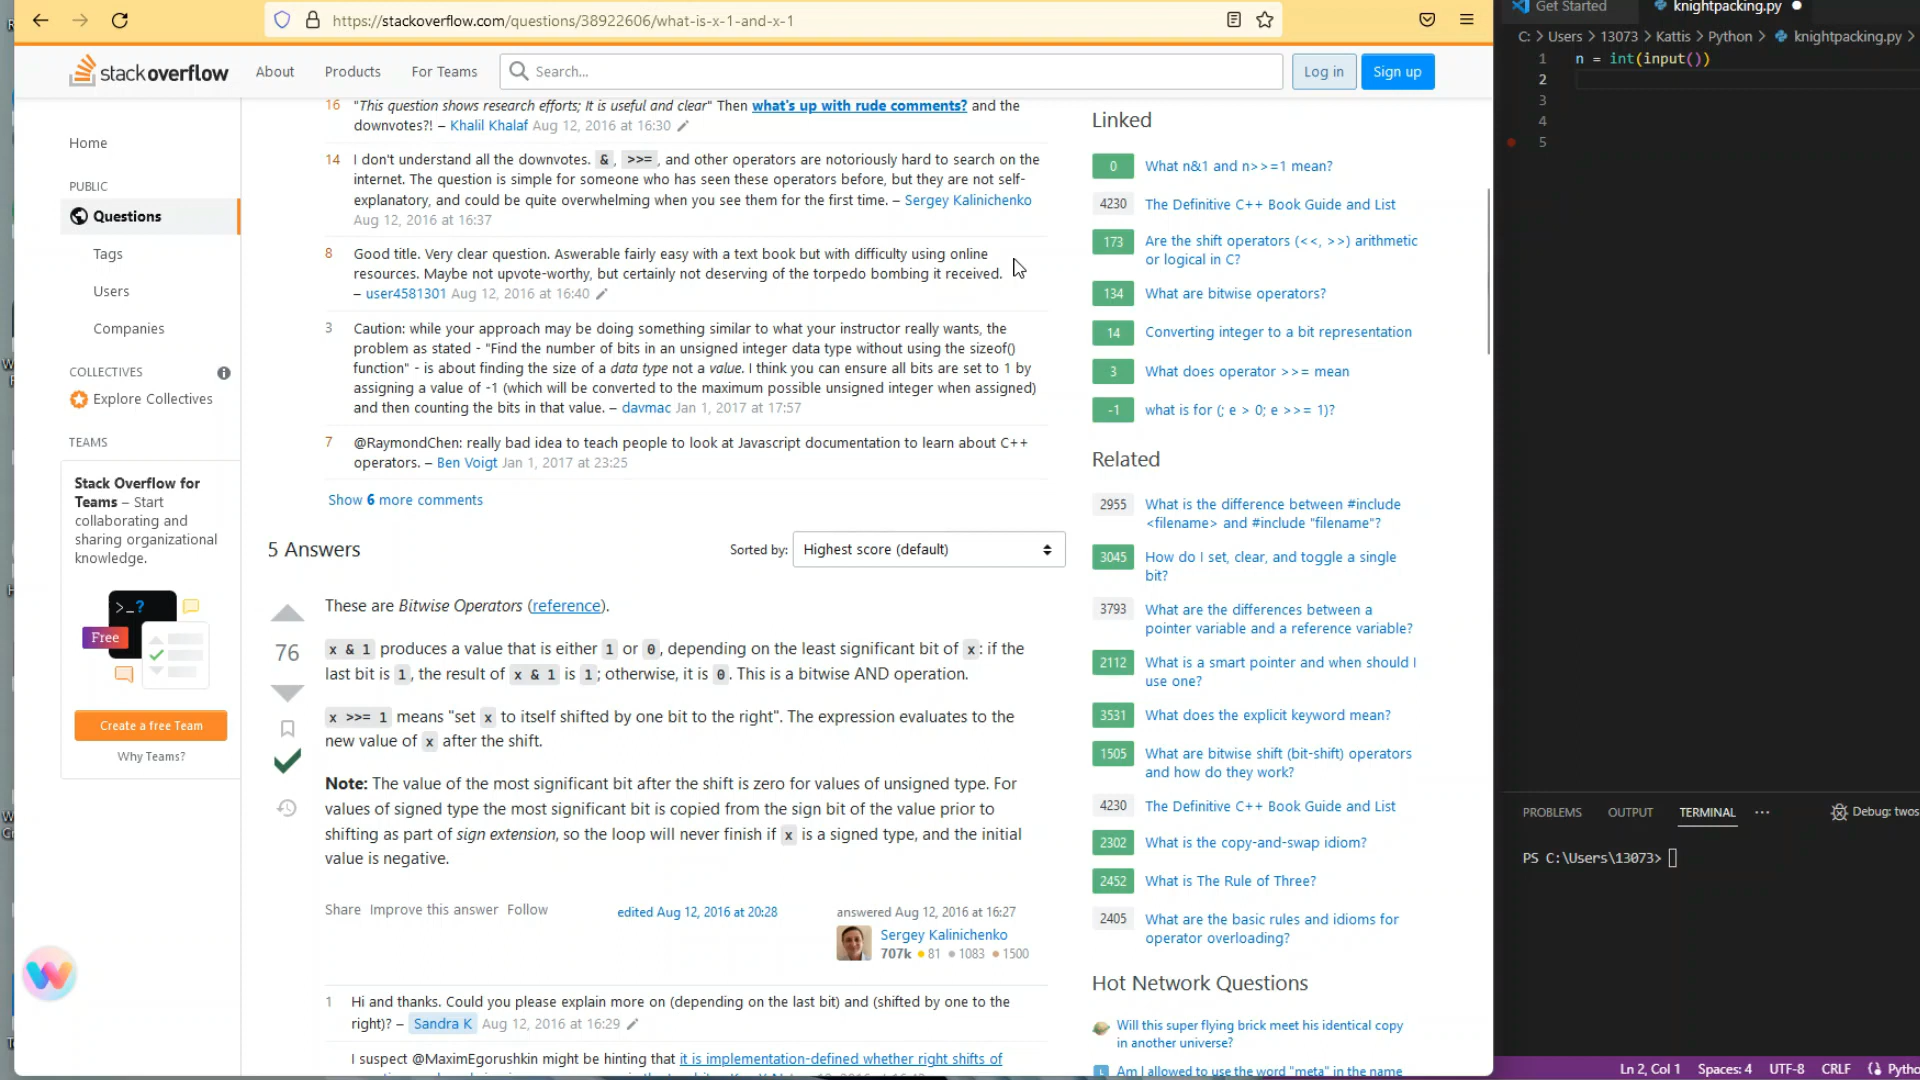 https://stackoverflow.com/questions/38922606/what-is-x-1-and-x-1
stackoverflow
About
Products
For Teams
Search...
Log in
Sign up
Home
PUBLIC
Questions
Tags
Users
Companies
COLLECTIVES
Explore Collectives
TEAMS
Stack Overflow for
Teams – Start
collaborating and
sharing organizational
knowledge.
>_?
Free
Create a free Team
Why Teams?
16 "This question shows research efforts; It is useful and clear" Then what's up with rude comments? and the
downvotes?! – Khalil Khalaf Aug 12, 2016 at 16:30
14 I don't understand all the downvotes. &, >>=, and other operators are notoriously hard to search on the
internet. The question is simple for someone who has seen these operators before, but they are not self-
explanatory, and could be quite overwhelming when you see them for the first time. – Sergey Kalinichenko
Aug 12, 2016 at 16:37
8 Good title. Very clear question. Aswerable fairly easy with a text book but with difficulty using online
resources. Maybe not upvote-worthy, but certainly not deserving of the torpedo bombing it received.
– user4581301 Aug 12, 2016 at 16:40
3 Caution: while your approach may be doing something similar to what your instructor really wants, the
problem as stated - "Find the number of bits in an unsigned integer data type without using the sizeof()
function" - is about finding the size of a data type not a value. I think you can ensure all bits are set to 1 by
assigning a value of -1 (which will be converted to the maximum possible unsigned integer when assigned)
and then counting the bits in that value. – davmac Jan 1, 2017 at 17:57
7 @RaymondChen: really bad idea to teach people to look at Javascript documentation to learn about C++
operators. – Ben Voigt Jan 1, 2017 at 23:25
Show 6 more comments
5 Answers
Sorted by: Highest score (default)
76
These are Bitwise Operators (reference).
x & 1 produces a value that is either 1 or 0, depending on the least significant bit of x: if the
last bit is 1, the result of x & 1 is 1; otherwise, it is 0. This is a bitwise AND operation.
x >>= 1 means "set x to itself shifted by one bit to the right". The expression evaluates to the
new value of x after the shift.
Note: The value of the most significant bit after the shift is zero for values of unsigned type. For
values of signed type the most significant bit is copied from the sign bit of the value prior to
shifting as part of sign extension, so the loop will never finish if x is a signed type, and the initial
value is negative.
Share Improve this answer Follow
edited Aug 12, 2016 at 20:28
answered Aug 12, 2016 at 16:27
Sergey Kalinichenko
707k 81 1083 1500
1 Hi and thanks. Could you please explain more on (depending on the last bit) and (shifted by one to the
right)? – Sandra K Aug 12, 2016 at 16:29
I suspect @MaximEgorushkin might be hinting that it is implementation-defined whether right shifts of
Linked
0 What n&1 and n>>=1 mean?
4230 The Definitive C++ Book Guide and List
173 Are the shift operators (<<, >>) arithmetic
or logical in C?
134 What are bitwise operators?
14 Converting integer to a bit representation
3 What does operator >>= mean
-1 what is for (; e > 0; e >>= 1)?
Related
2955 What is the difference between #include
<filename> and #include "filename"?
3045 How do I set, clear, and toggle a single
bit?
3793 What are the differences between a
pointer variable and a reference variable?
2112 What is a smart pointer and when should I
use one?
3531 What does the explicit keyword mean?
1505 What are bitwise shift (bit-shift) operators
and how do they work?
4230 The Definitive C++ Book Guide and List
2302 What is the copy-and-swap idiom?
2452 What is The Rule of Three?
2405 What are the basic rules and idioms for
operator overloading?
Hot Network Questions
Will this super flying brick meet his identical copy
in another universe?
Am I allowed to use the word "meta" in the name
Get Started
knightpacking.py
C: > Users > 13073 > Kattis > Python > knightpacking.py >
1 n = int(input())
2
3
4
5
PROBLEMS
OUTPUT
TERMINAL
Debug: twos
PS C:\Users\13073>
Ln 2, Col 1
Spaces: 4
UTF-8
CRLF
Pytho